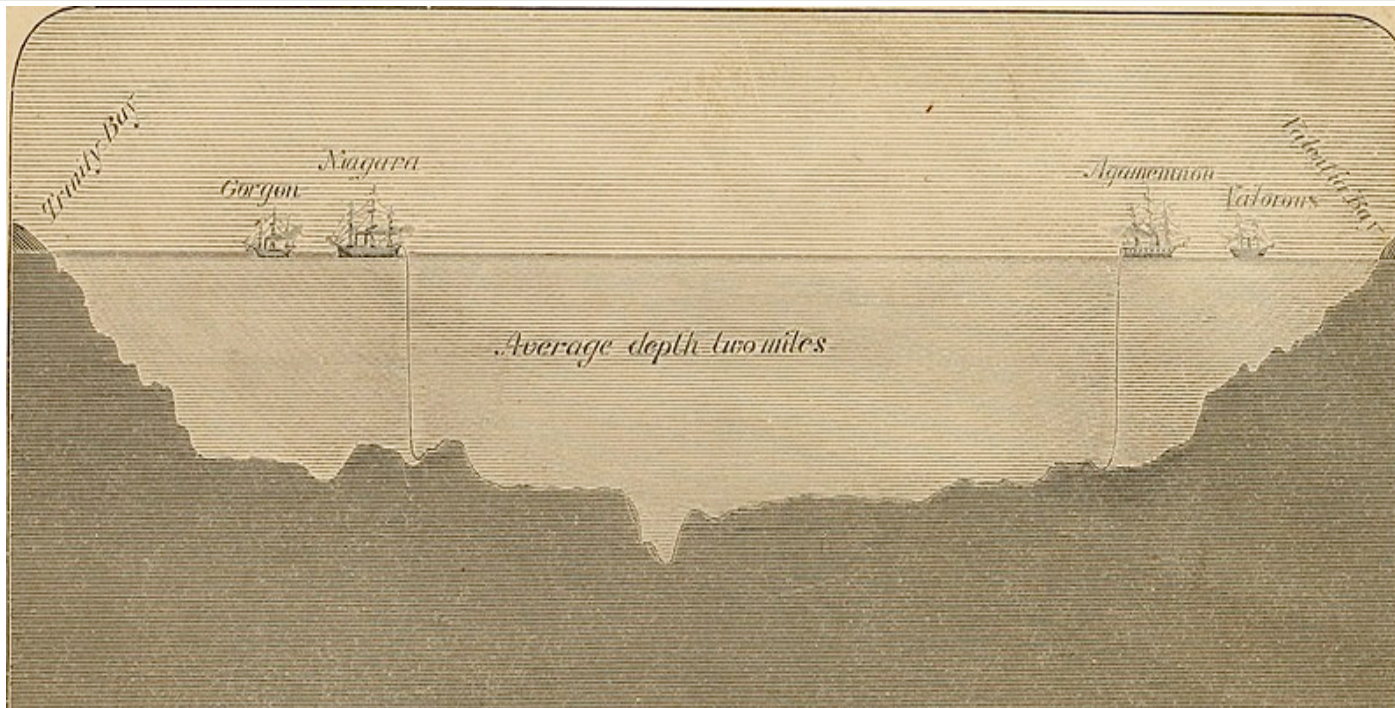 Trinity Bay
Gorgon
Niagara
Agamemnon
Valorous
Valentia Bay
Average depth two miles